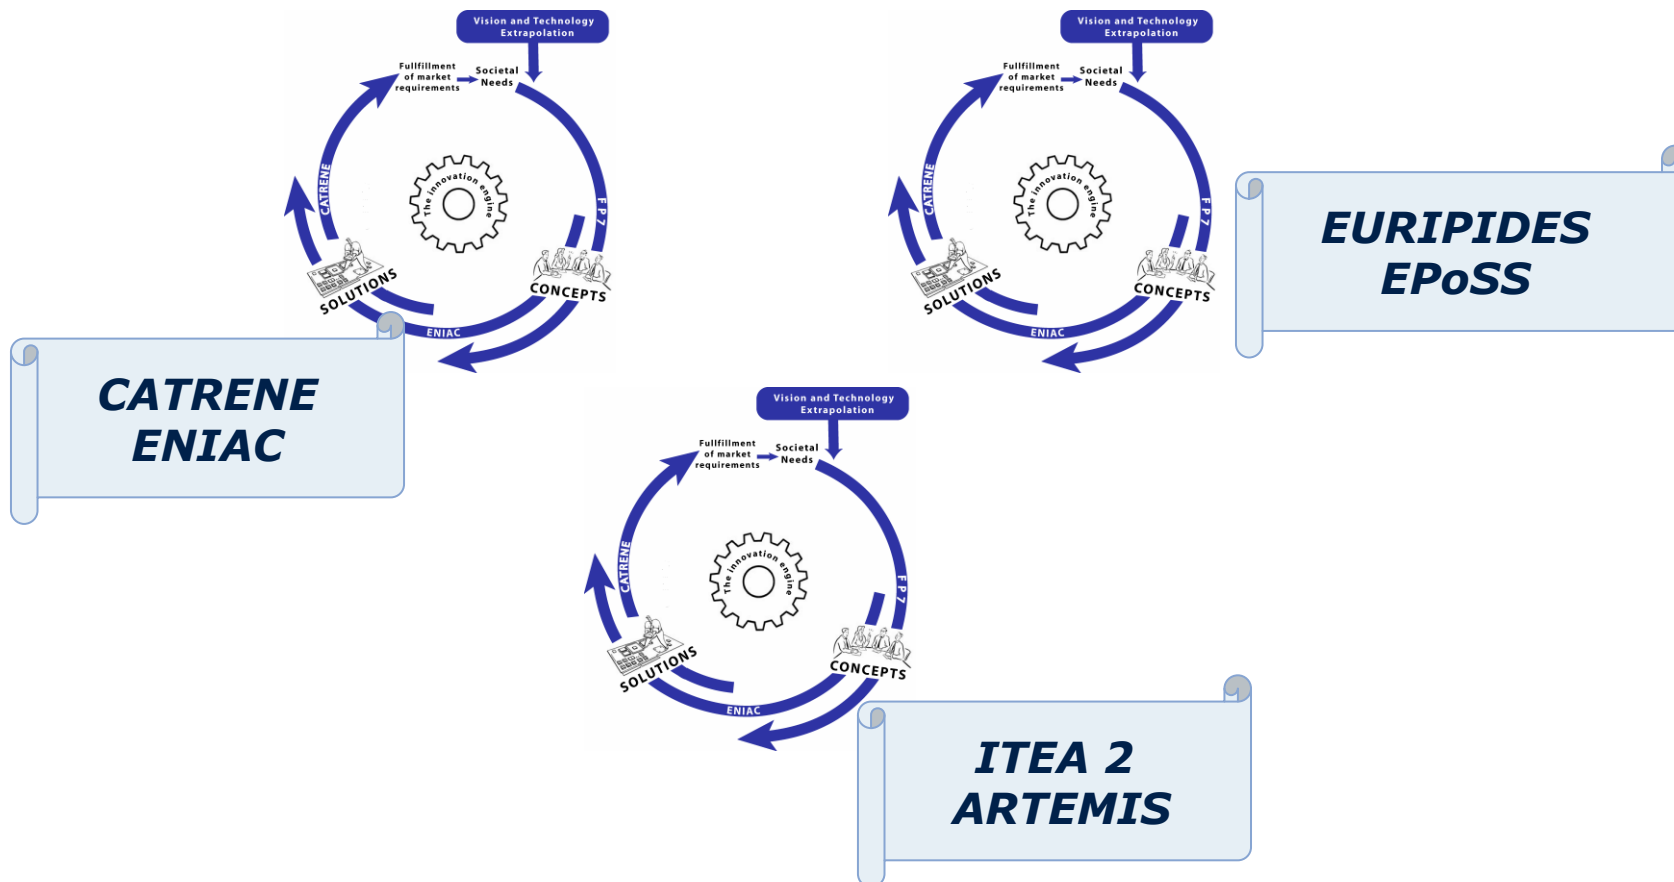 Vision and Technology
Extrapolation
Fullfillment
of market
requirements
Societal
Needs
CATRENE
The innovation engine
FP7
SOLUTIONS
CONCEPTS
ENIAC
CATRENE
ENIAC
Vision and Technology
Extrapolation
Fullfillment
of market
requirements
Societal
Needs
CATRENE
The innovation engine
FP7
SOLUTIONS
CONCEPTS
ENIAC
EURIPIDES
EPoSS
Vision and Technology
Extrapolation
Fullfillment
of market
requirements
Societal
Needs
CATRENE
The innovation engine
FP7
SOLUTIONS
CONCEPTS
ENIAC
ITEA 2
ARTEMIS